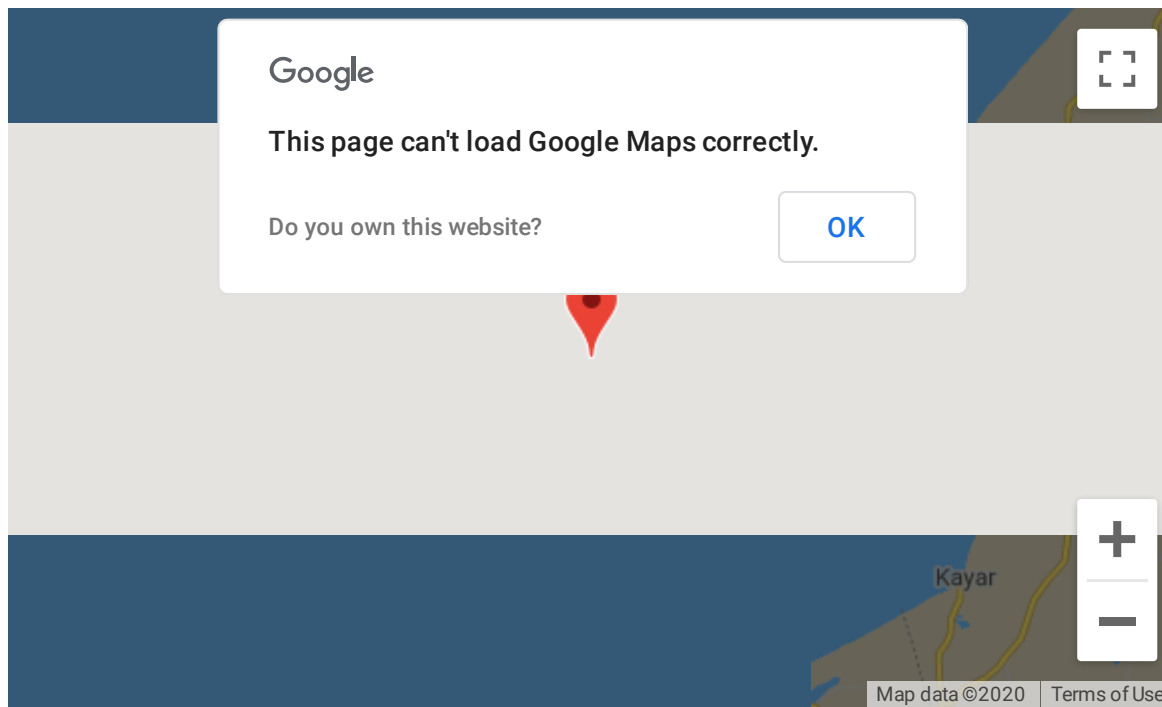 Google
This page can't load Google Maps correctly.
Do you own this website?
OK
Kayar
Map data ©2020
Terms of Use